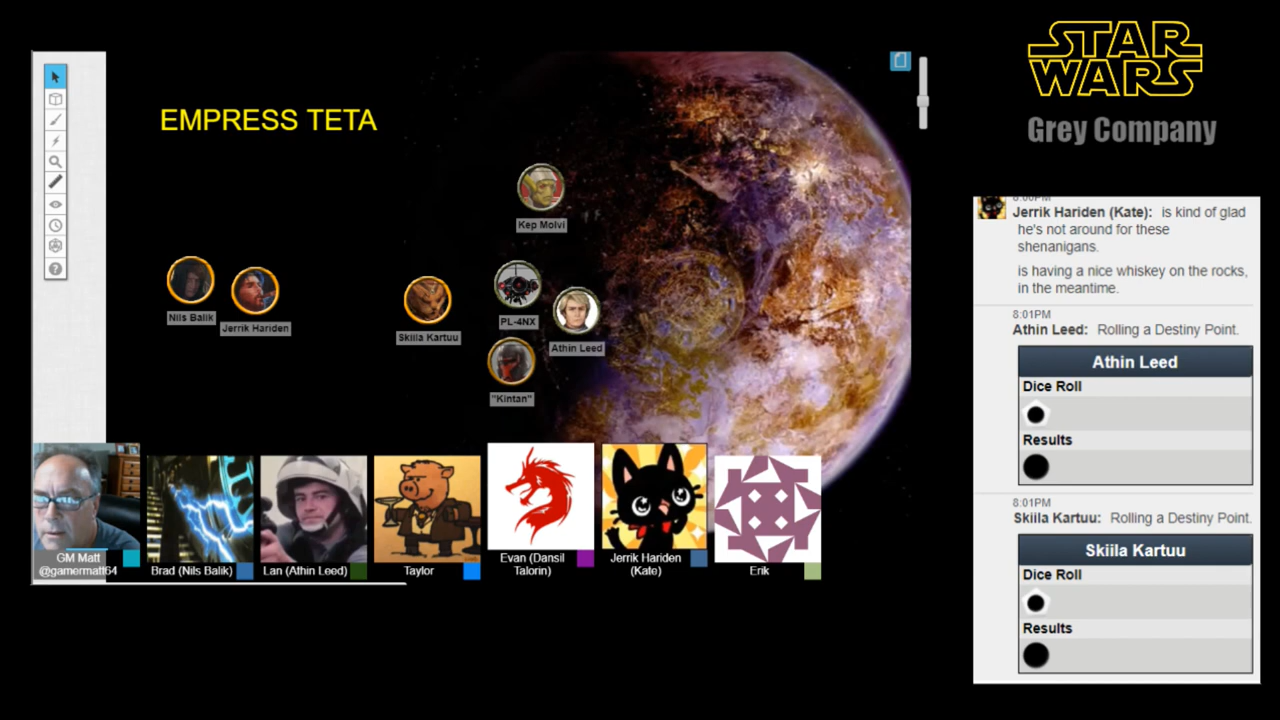 STAR
WARS
Grey Company
EMPRESS TETA
Kep Molvi
Nils Balik
Jerrik Hariden
Skiila Kartuu
PL-4NX
Athin Leed
"Kintan"
GM Matt
@gamermatt64
Brad (Nils Balik)
Lan (Athin Leed)
Taylor
Evan (Dansil
Talorin)
Jerrik Hariden
(Kate)
Erik
Jerrik Hariden (Kate): is kind of glad
he's not around for these
shenanigans.
is having a nice whiskey on the rocks,
in the meantime.
8:01PM
Athin Leed: Rolling a Destiny Point.
Athin Leed
Dice Roll
Results
8:01PM
Skiila Kartuu: Rolling a Destiny Point.
Skiila Kartuu
Dice Roll
Results